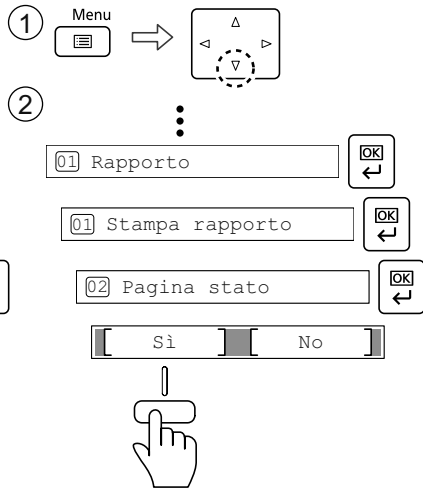 1 Menu
2
01 Rapporto OK
01 Stampa rapporto OK
02 Pagina stato OK
[ Sì ] [ No ]